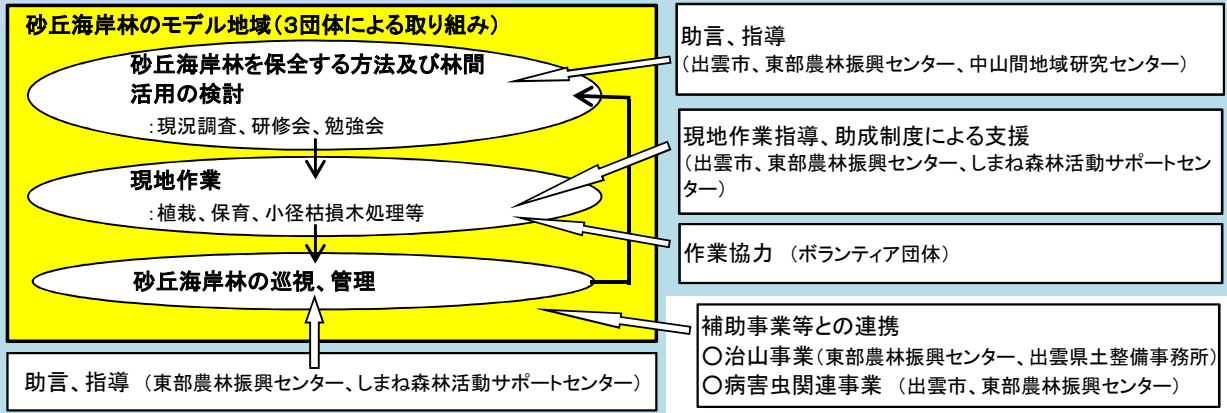 砂丘海岸林のモデル地域(3団体による取り組み)
砂丘海岸林を保全する方法及び林間
活用の検討
:現況調査、研修会、勉強会
現地作業
:植栽、保育、小径枯損木処理等
砂丘海岸林の巡視、管理
助言、指導 (東部農林振興センター、しまね森林活動サポートセンター)
助言、指導
(出雲市、東部農林振興センター、中山間地域研究センター)
現地作業指導、助成制度による支援
(出雲市、東部農林振興センター、しまね森林活動サポートセン
ター)
作業協力 (ボランティア団体)
補助事業等との連携
○治山事業(東部農林振興センター、出雲県土整備事務所)
○病害虫関連事業 (出雲市、東部農林振興センター)